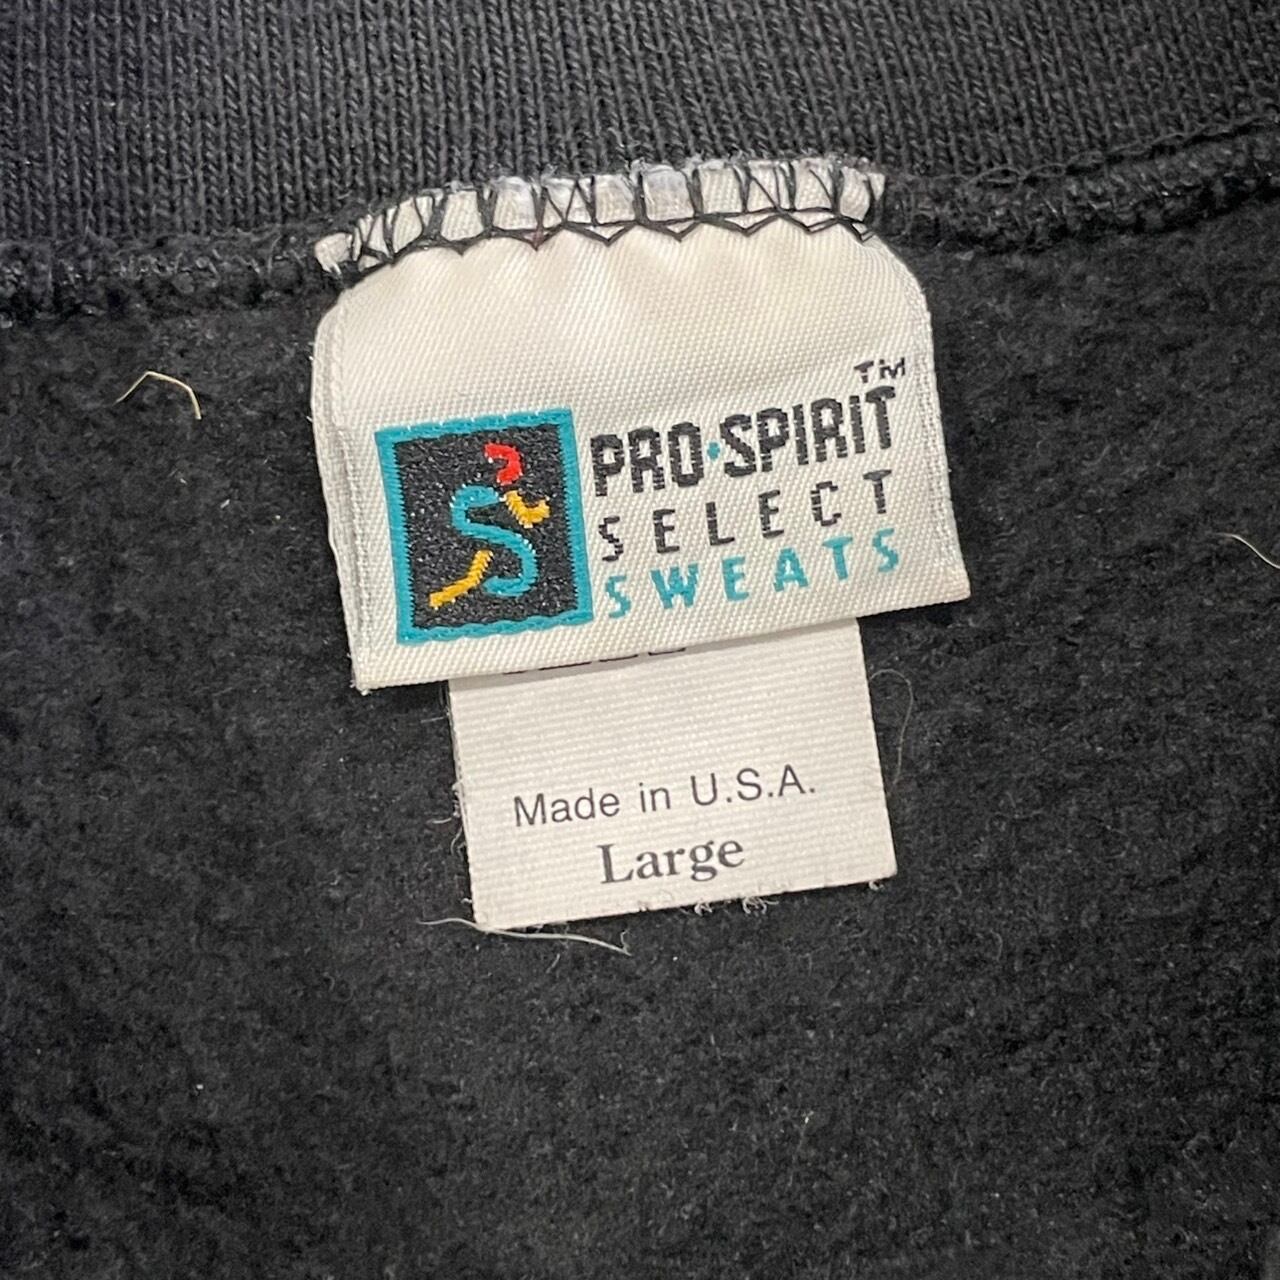 PRO·SPIRIT™
SELECT
SWEATS
Made in U.S.A.
Large